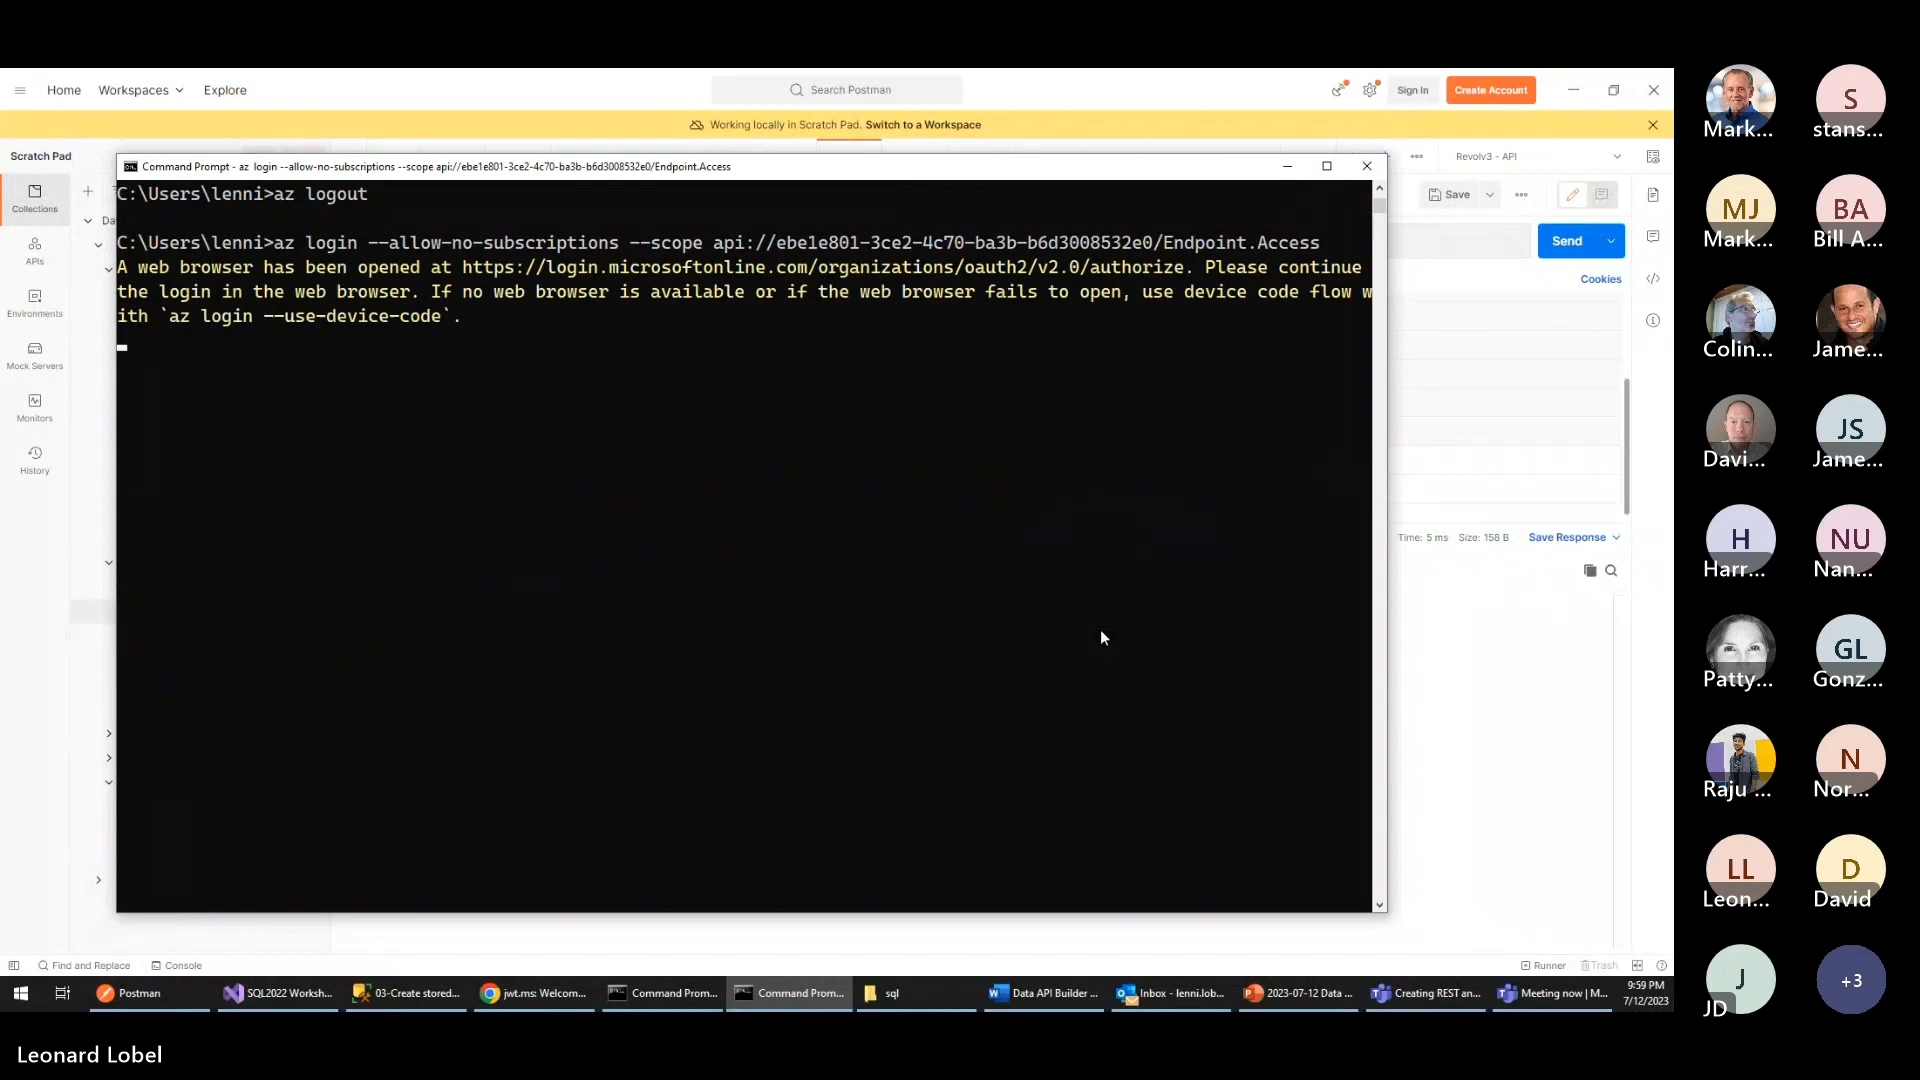 Home Workspaces Explore
Search Postman
Sign In
Create Account
Working locally in Scratch Pad. Switch to a Workspace
Scratch Pad
Revolv3 - API
Command Prompt - az login --allow-no-subscriptions --scope api://ebe1e801-3ce2-4c70-ba3b-b6d3008532e0/Endpoint.Access
C:\Users\lenni>az logout
C:\Users\lenni>az login --allow-no-subscriptions --scope api://ebe1e801-3ce2-4c70-ba3b-b6d3008532e0/Endpoint.Access
A web browser has been opened at https://login.microsoftonline.com/organizations/oauth2/v2.0/authorize. Please continue
the login in the web browser. If no web browser is available or if the web browser fails to open, use device code flow w
ith `az login --use-device-code`.
Collections
APIs
Environments
Mock Servers
Monitors
History
Da
Save
Send
Cookies
Time: 5 ms Size: 158 B Save Response
Find and Replace Console
Runner Trash
Postman
SQL2022 Worksh...
03-Create stored...
jwt.ms: Welcom...
Command Prom...
Command Prom...
sql
Data API Builder ...
Inbox - lenni.lob...
2023-07-12 Data ...
Creating REST an...
Meeting now | M...
9:59 PM
7/12/2023
Mark...
S
stans...
MJ
Mark...
BA
Bill A...
Colin...
Jame...
Davi...
JS
Jame...
H
Harr...
NU
Nan...
Patty...
GL
Gonz...
Raju ...
N
Nor...
LL
Leon...
D
David
J
JD
+3
Leonard Lobel